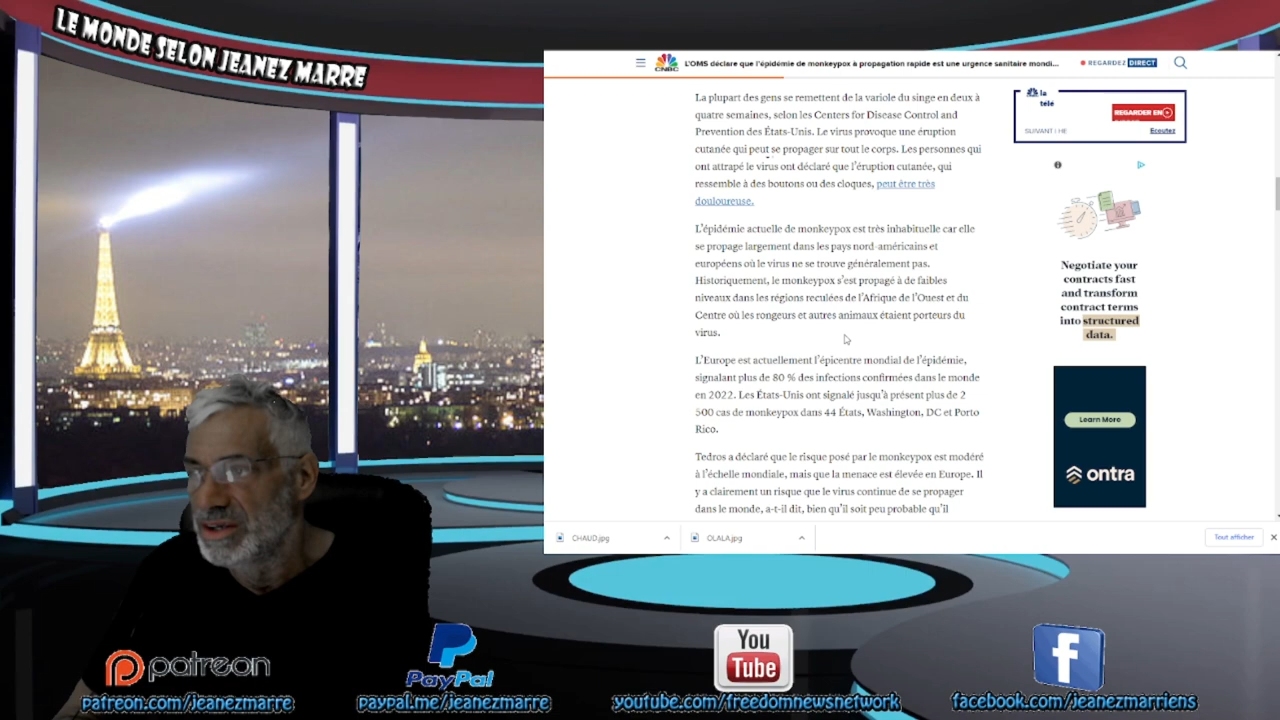 LE MONDE SELON JEANEZ MARRE
CNBC
L'OMS déclare que l'épidémie de monkeypox à propagation rapide est une urgence sanitaire mondi...
REGARDEZ DIRECT
La plupart des gens se remettent de la variole du singe en deux à
quatre semaines, selon les Centers for Disease Control and
Prevention des États-Unis. Le virus provoque une éruption
cutanée qui peut se propager sur tout le corps. Les personnes qui
ont attrapé le virus ont déclaré que l'éruption cutanée, qui
ressemble à des boutons ou des cloques, peut être très
douloureuse.
L'épidémie actuelle de monkeypox est très inhabituelle car elle
se propage largement dans les pays nord-américains et
européens où le virus ne se trouve généralement pas.
Historiquement, le monkeypox s'est propagé à de faibles
niveaux dans les régions reculées de l'Afrique de l'Ouest et du
Centre où les rongeurs et autres animaux étaient porteurs du
virus.
L'Europe est actuellement l'épicentre mondial de l'épidémie,
signalant plus de 80 % des infections confirmées dans le monde
en 2022. Les États-Unis ont signalé jusqu'à présent plus de 2
500 cas de monkeypox dans 44 États, Washington, DC et Porto
Rico.
Tedros a déclaré que le risque posé par le monkeypox est modéré
à l'échelle mondiale, mais que la menace est élevée en Europe. Il
y a clairement un risque que le virus continue de se propager
dans le monde, a-t-il dit, bien qu'il soit peu probable qu'il
la
télé
REGARDER EN
SUIVANT | HE
Ecoutez
Negotiate your
contracts fast
and transform
contract terms
into structured
data.
Learn More
ontra
CHAUD.jpg
OLALA.jpg
Tout afficher
patreon
patreon.com/jeanezmarre
PayPal
paypal.me/jeanezmarre
You
Tube
youtube.com/freedomnewsnetwork
f
facebook.com/jeanezmarriens